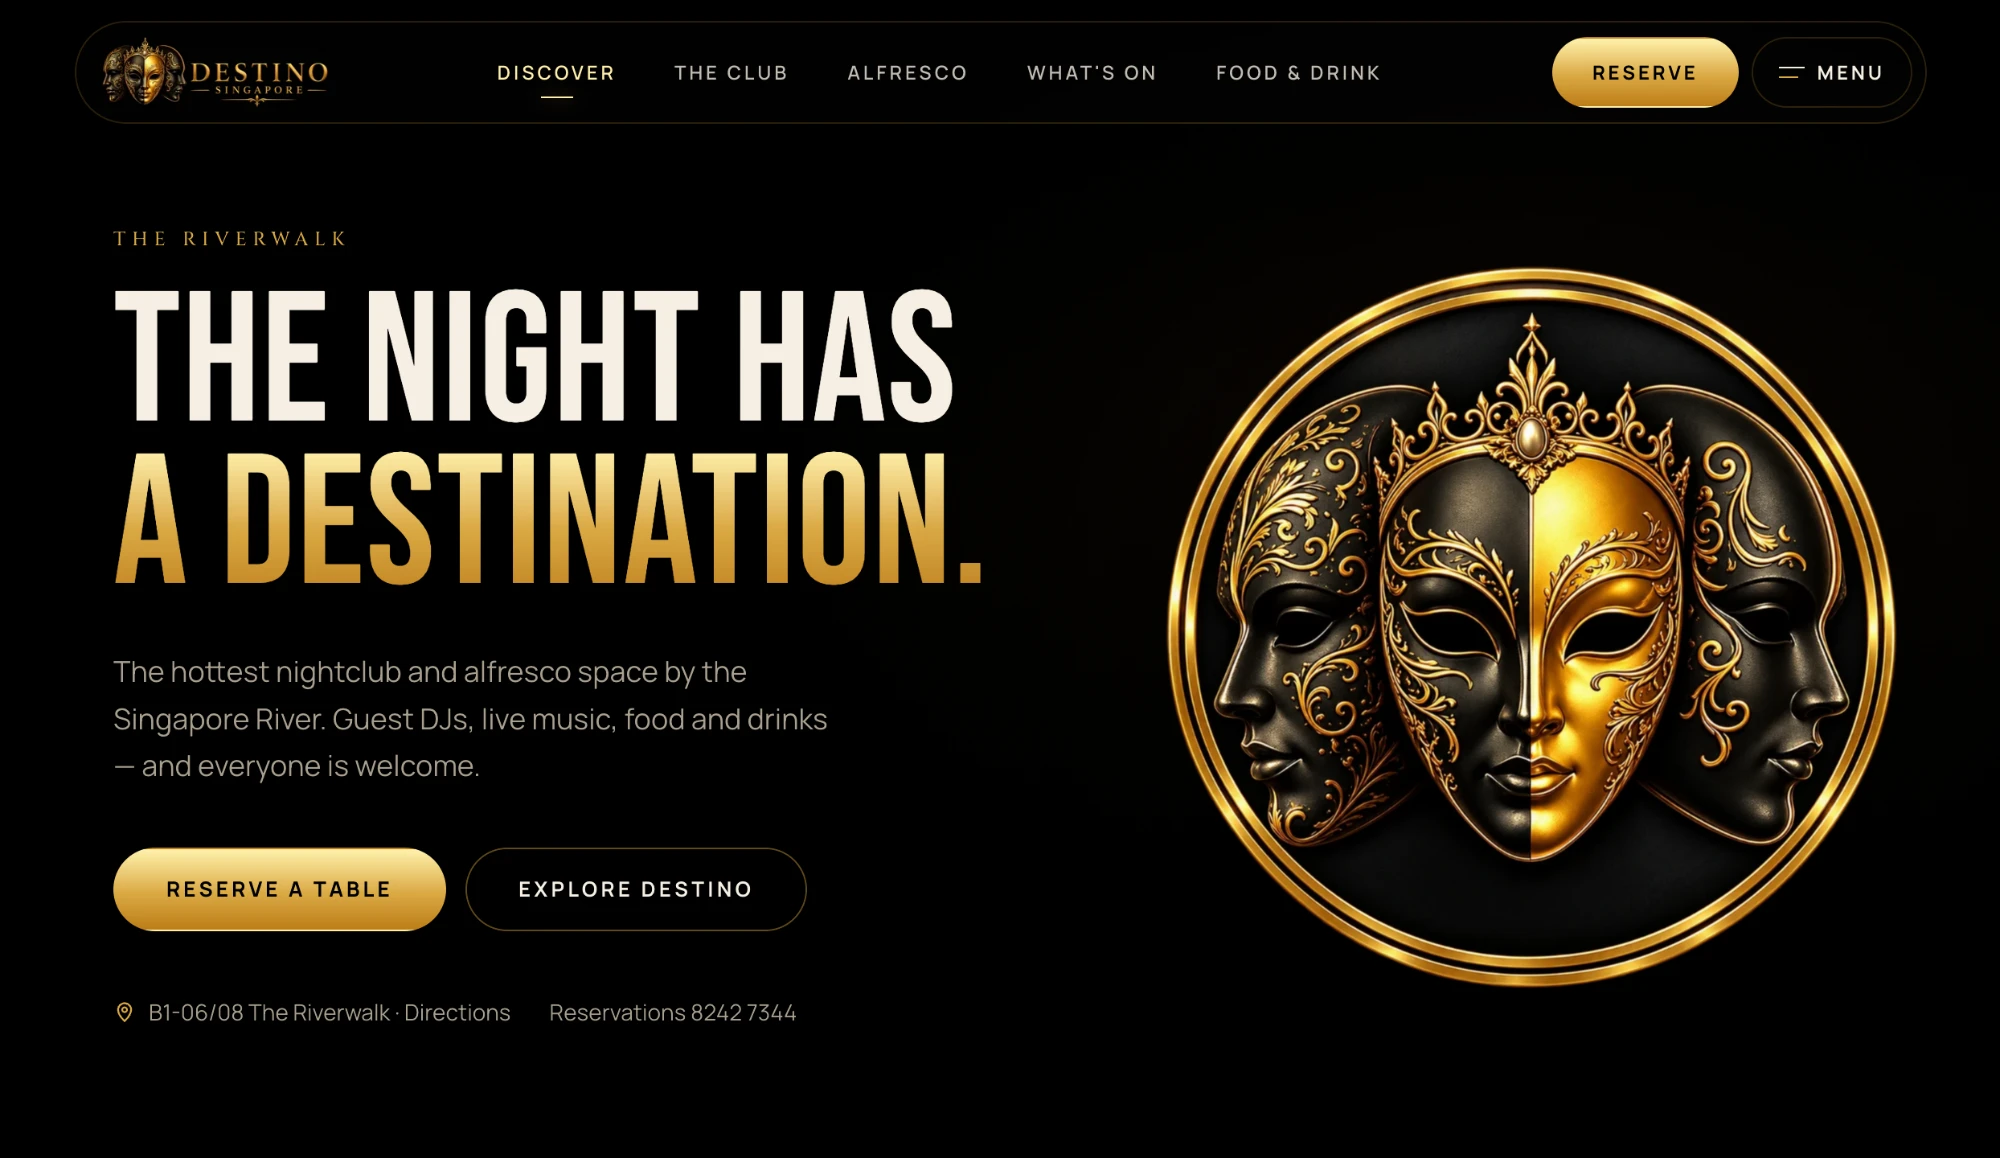 DESTINO
SINGAPORE
DISCOVER
THE CLUB
ALFRESCO
WHAT'S ON
FOOD & DRINK
RESERVE
MENU
THE RIVERWALK
THE NIGHT HAS
A DESTINATION.
The hottest nightclub and alfresco space by the
Singapore River. Guest DJs, live music, food and drinks
— and everyone is welcome.
RESERVE A TABLE
EXPLORE DESTINO
B1-06/08 The Riverwalk · Directions
Reservations 8242 7344